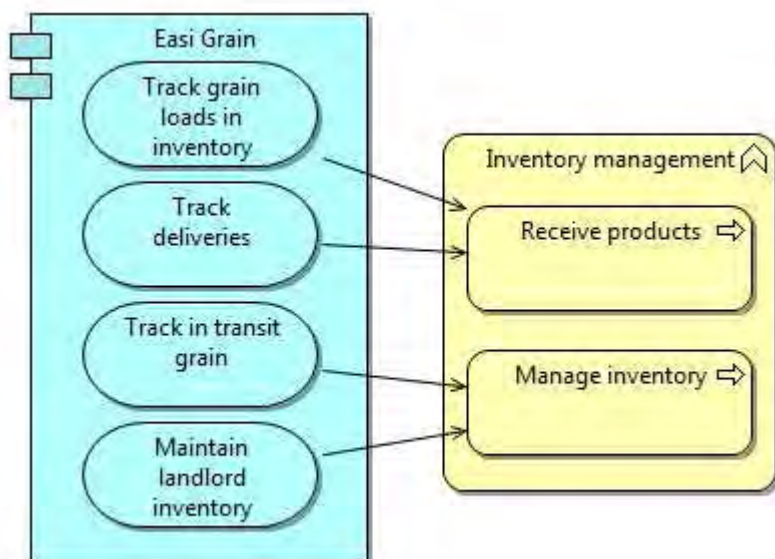 Easi Grain
Track grain
loads in
inventory
Track
deliveries
Track in transit
grain
Maintain
landlord
inventory
Inventory management
Receive products
Manage inventory